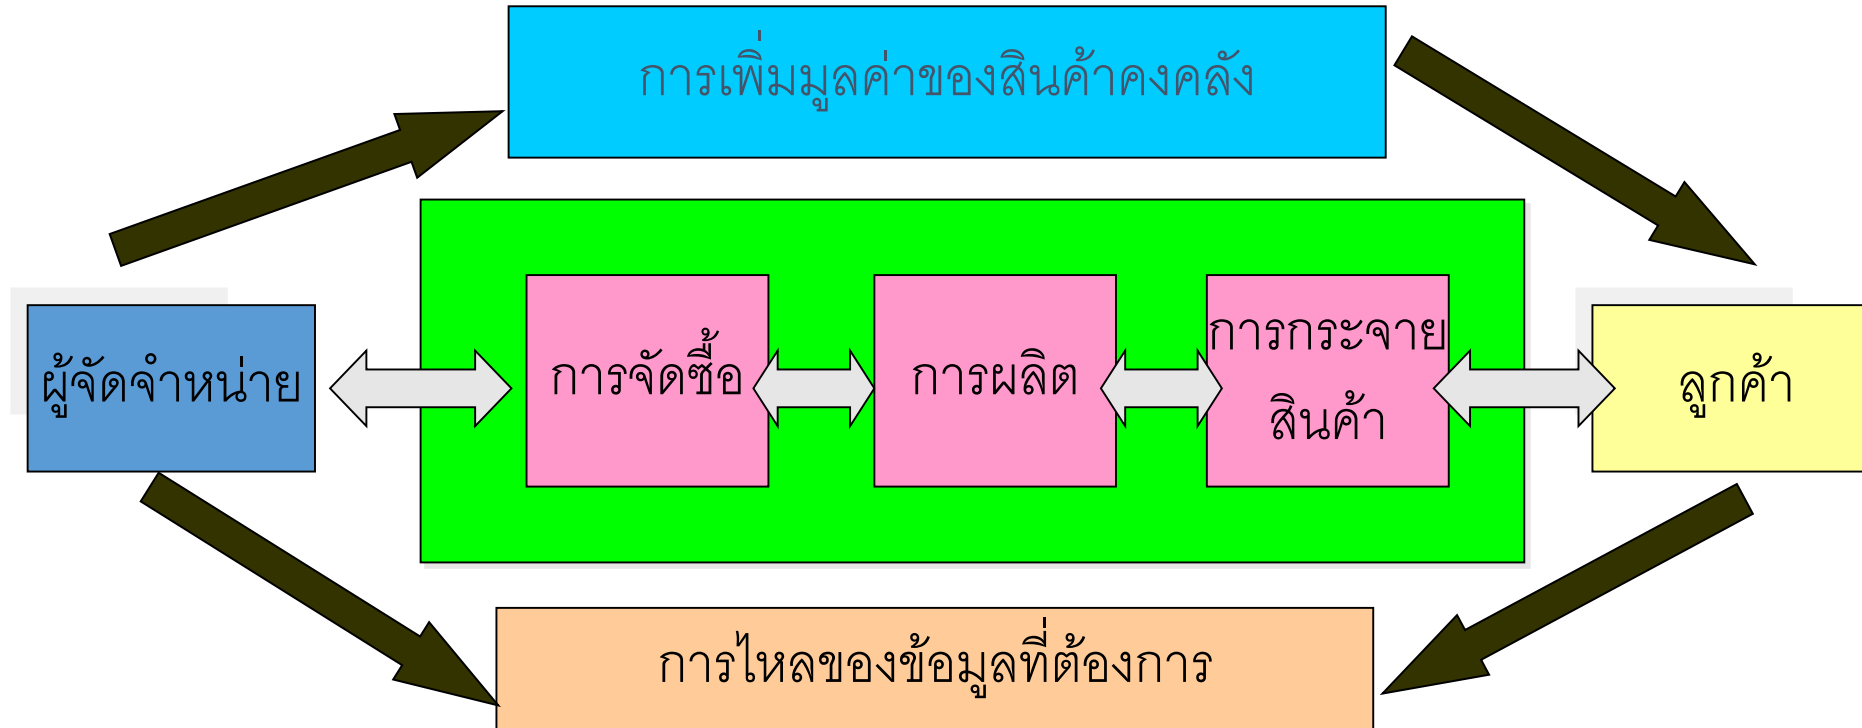 การเพิ่มมูลค่าของสินค้าคงคลัง
ผู้จัดจำหน่าย
การจัดซื้อ
การผลิต
การกระจาย
สินค้า
ลูกค้า
การไหลของข้อมูลที่ต้องการ